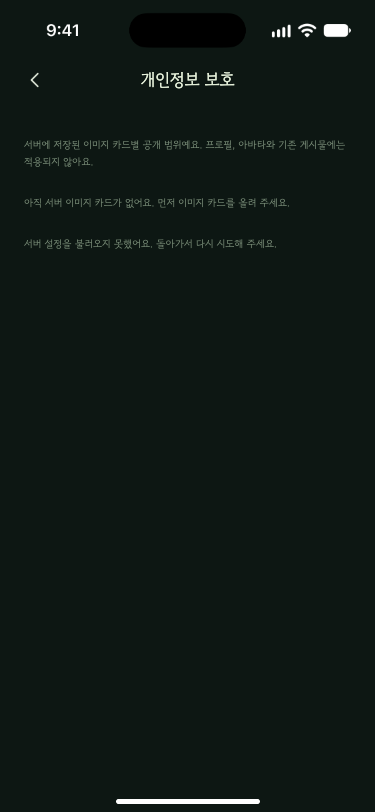 9:41
개인정보 보호
서버에 저장된 이미지 카드별 공개 범위예요. 프로필, 아바타와 기존 게시물에는
적용되지 않아요.
아직 서버 이미지 카드가 없어요. 먼저 이미지 카드를 올려 주세요.
서버 설정을 불러오지 못했어요. 돌아가서 다시 시도해 주세요.